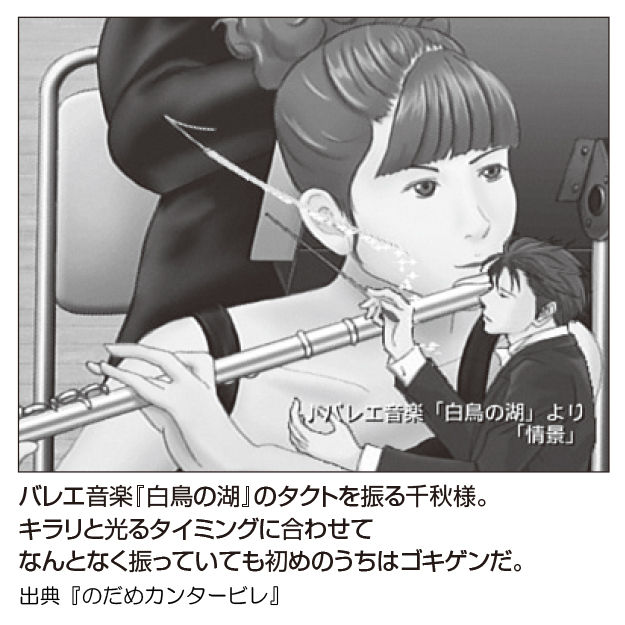 ♪バレエ音楽「白鳥の湖」より
「情景」
バレエ音楽『白鳥の湖』のタクトを振る千秋様。
キラリと光るタイミングに合わせて
なんとなく振っていても初めのうちはゴキゲンだ。
出典『のだめカンタービレ』